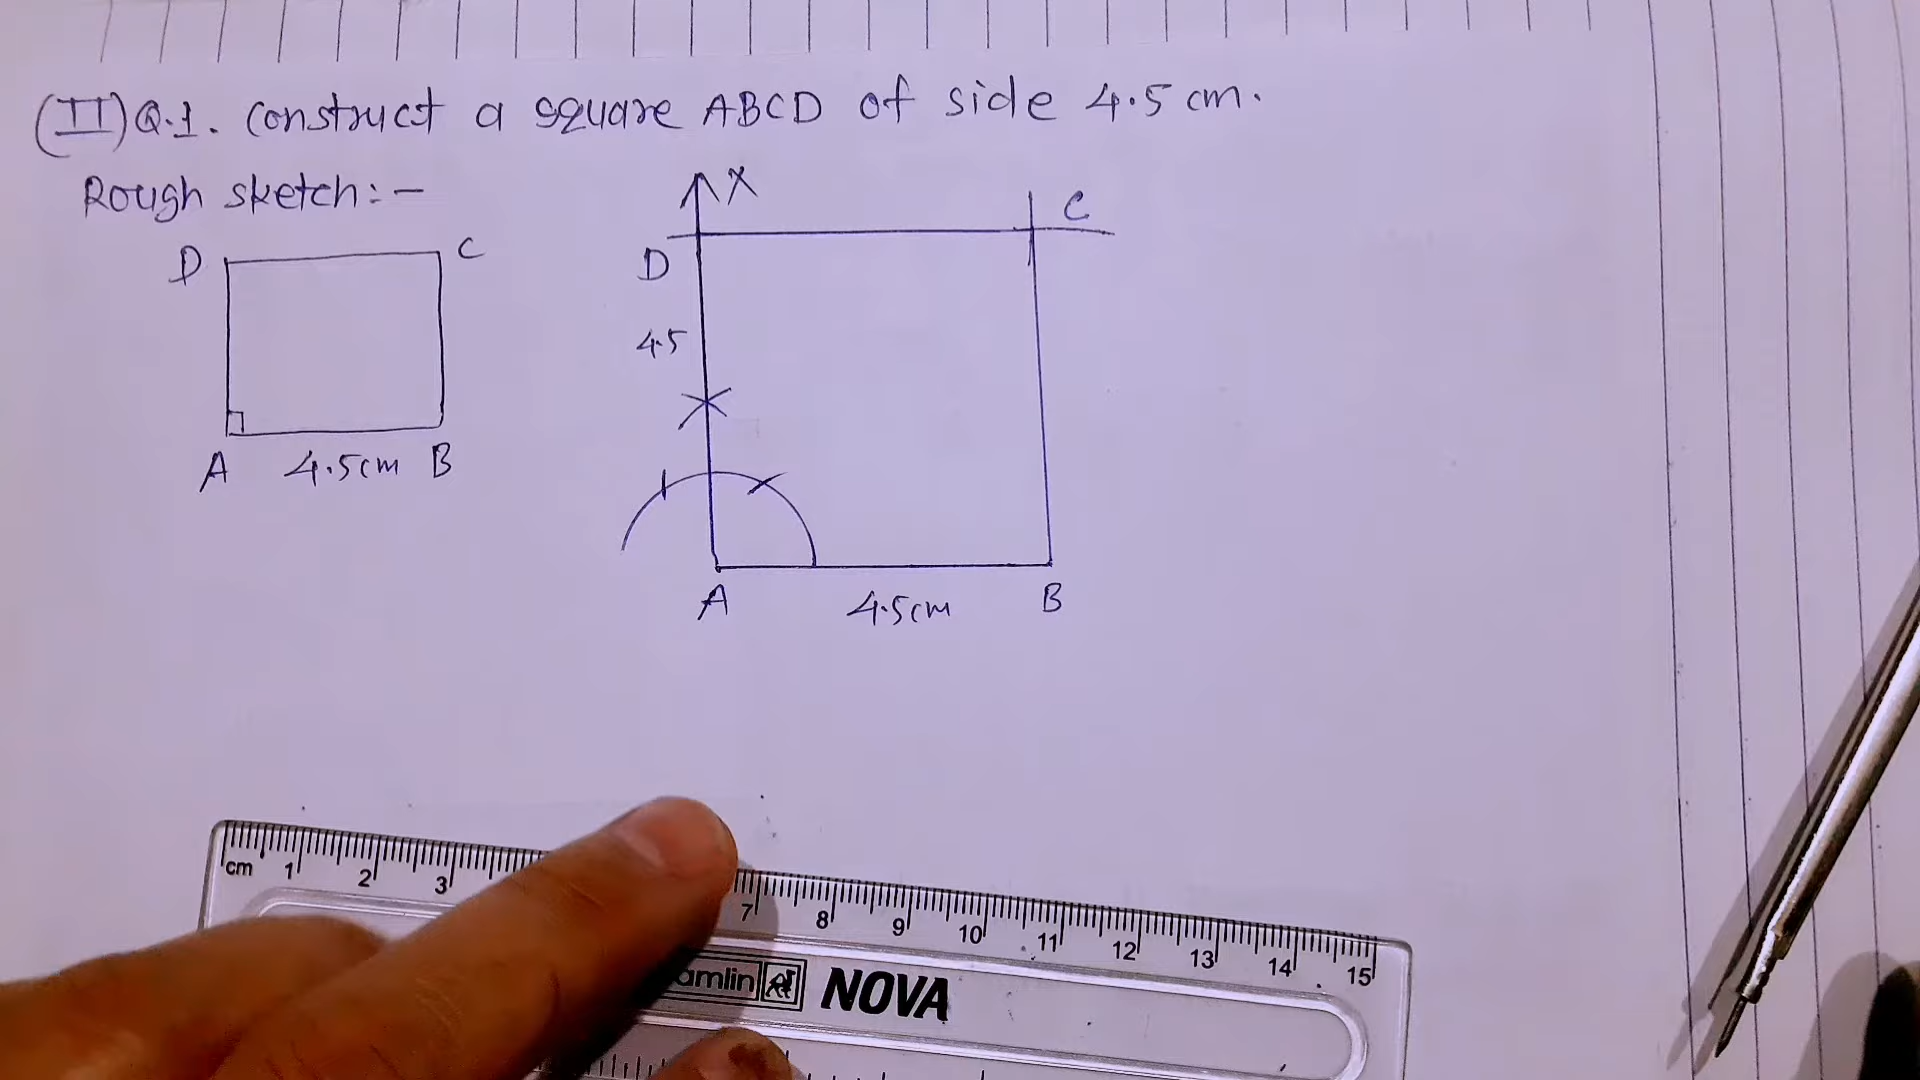 (II) Q.1. Construct a square ABCD of side 4.5 cm.
Rough sketch:-
D C
A 4.5cm B
X
D C
4.5
A 4.5cm B
cm 1 2 3 7 8 9 10 11 12 13 14 15
amlin NOVA